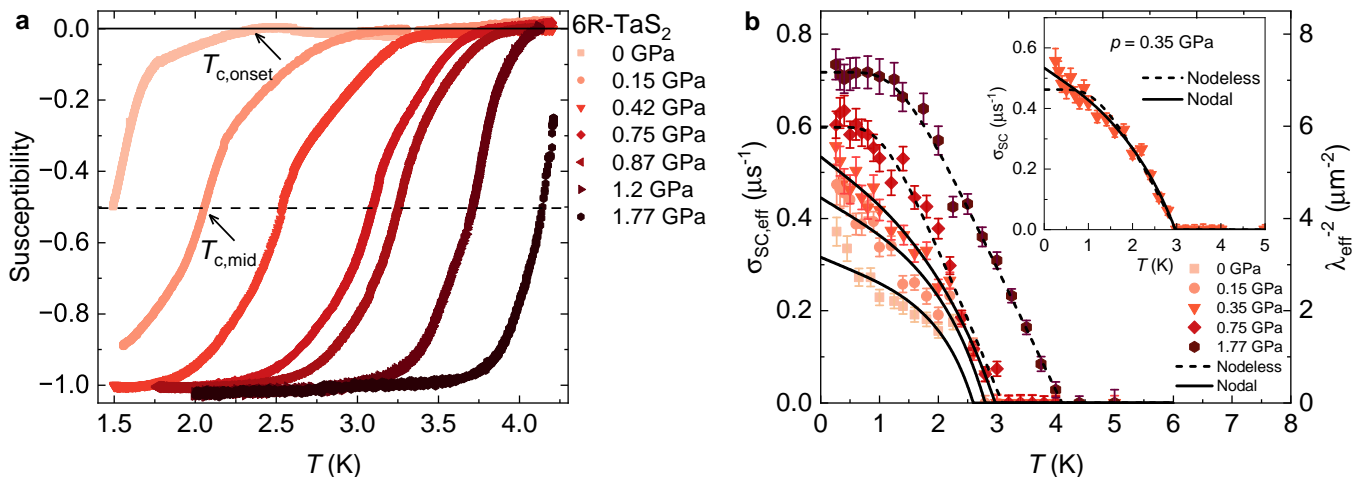 a
Susceptibility
0.0
−0.2
−0.4
−0.6
−0.8
−1.0
1.5 2.0 2.5 3.0 3.5 4.0
T (K)
Tc,onset
Tc,mid
6R-TaS2
0 GPa
0.15 GPa
0.42 GPa
0.75 GPa
0.87 GPa
1.2 GPa
1.77 GPa
b
σSC,eff (μs-1)
0.8
0.6
0.4
0.2
0.0
0 1 2 3 4 5 6 7 8
T (K)
8
6
4
2
0
λeff-2 (μm-2)
p = 0.35 GPa
Nodeless
Nodal
σSC (μs-1)
0.6
0.4
0.2
0.0
0 1 2 3 4 5
T (K)
0 GPa
0.15 GPa
0.35 GPa
0.75 GPa
1.77 GPa
Nodeless
Nodal